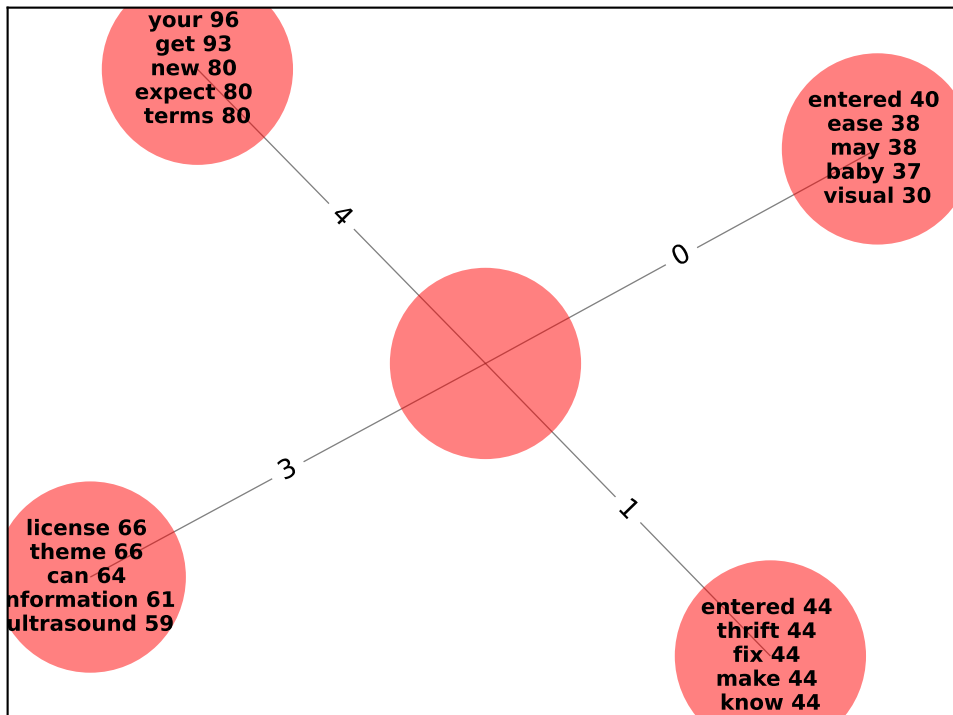 your 96
get 93
new 80
expect 80
terms 80
entered 40
ease 38
may 38
baby 37
visual 30
4
0
3
1
license 66
theme 66
can 64
nformation 61
ultrasound 59
entered 44
thrift 44
fix 44
make 44
know 44